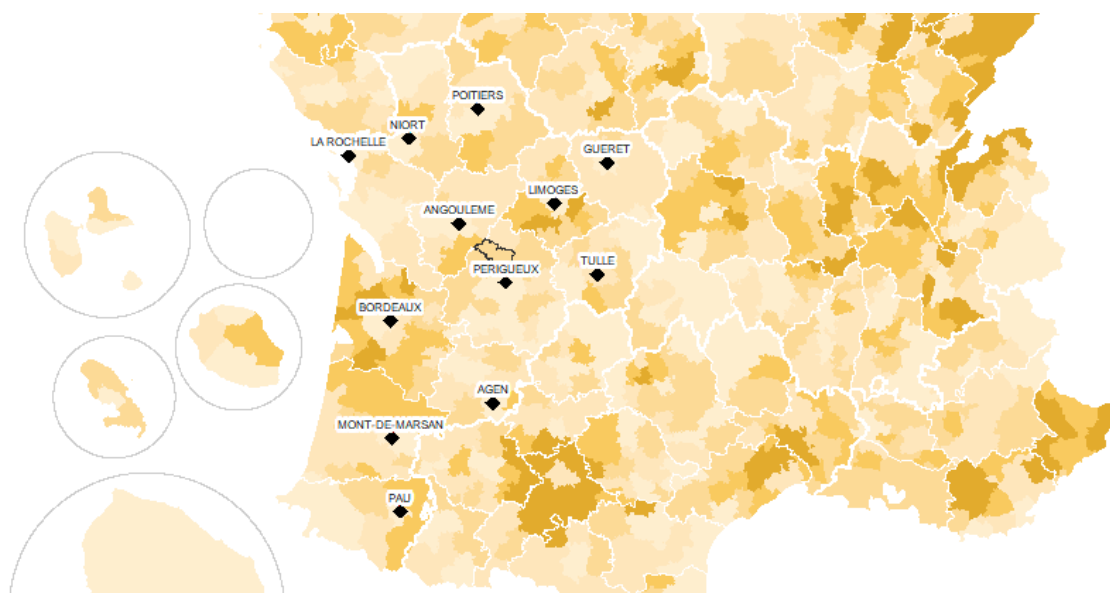 POITIERS
NIORT
LA ROCHELLE
GUERET
LIMOGES
ANGOULEME
TULLE
PERIGUEUX
BORDEAUX
AGEN
MONT-DE-MARSAN
PAU